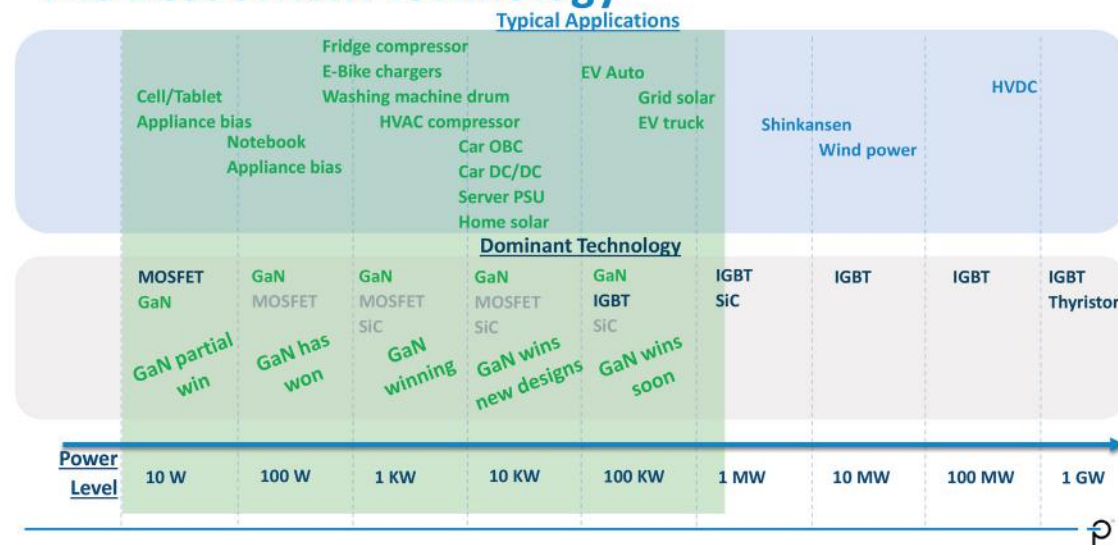 Typical Applications
Fridge compressor
E-Bike chargers
Washing machine drum
HVAC compressor
Cell/Tablet
Appliance bias
Notebook
Appliance bias
Car OBC
Car DC/DC
Server PSU
Home solar
EV Auto
Grid solar
EV truck
Shinkansen
Wind power
HVDC
Dominant Technology
MOSFET
GaN
GaN partial
win
GaN
MOSFET
GaN has
won
GaN
MOSFET
SiC
GaN
winning
GaN
MOSFET
SiC
GaN wins
new designs
GaN
IGBT
SiC
GaN wins
soon
IGBT
SiC
IGBT
IGBT
IGBT
Thyristor
Power
Level
10 W 100 W 1 KW 10 KW 100 KW 1 MW 10 MW 100 MW 1 GW